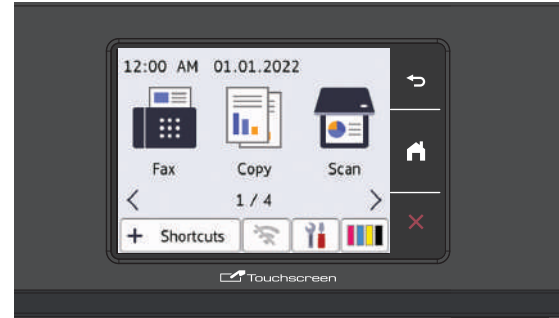 12:00 AM 01.01.2022
Fax Copy Scan
1 / 4
+ Shortcuts
Touchscreen